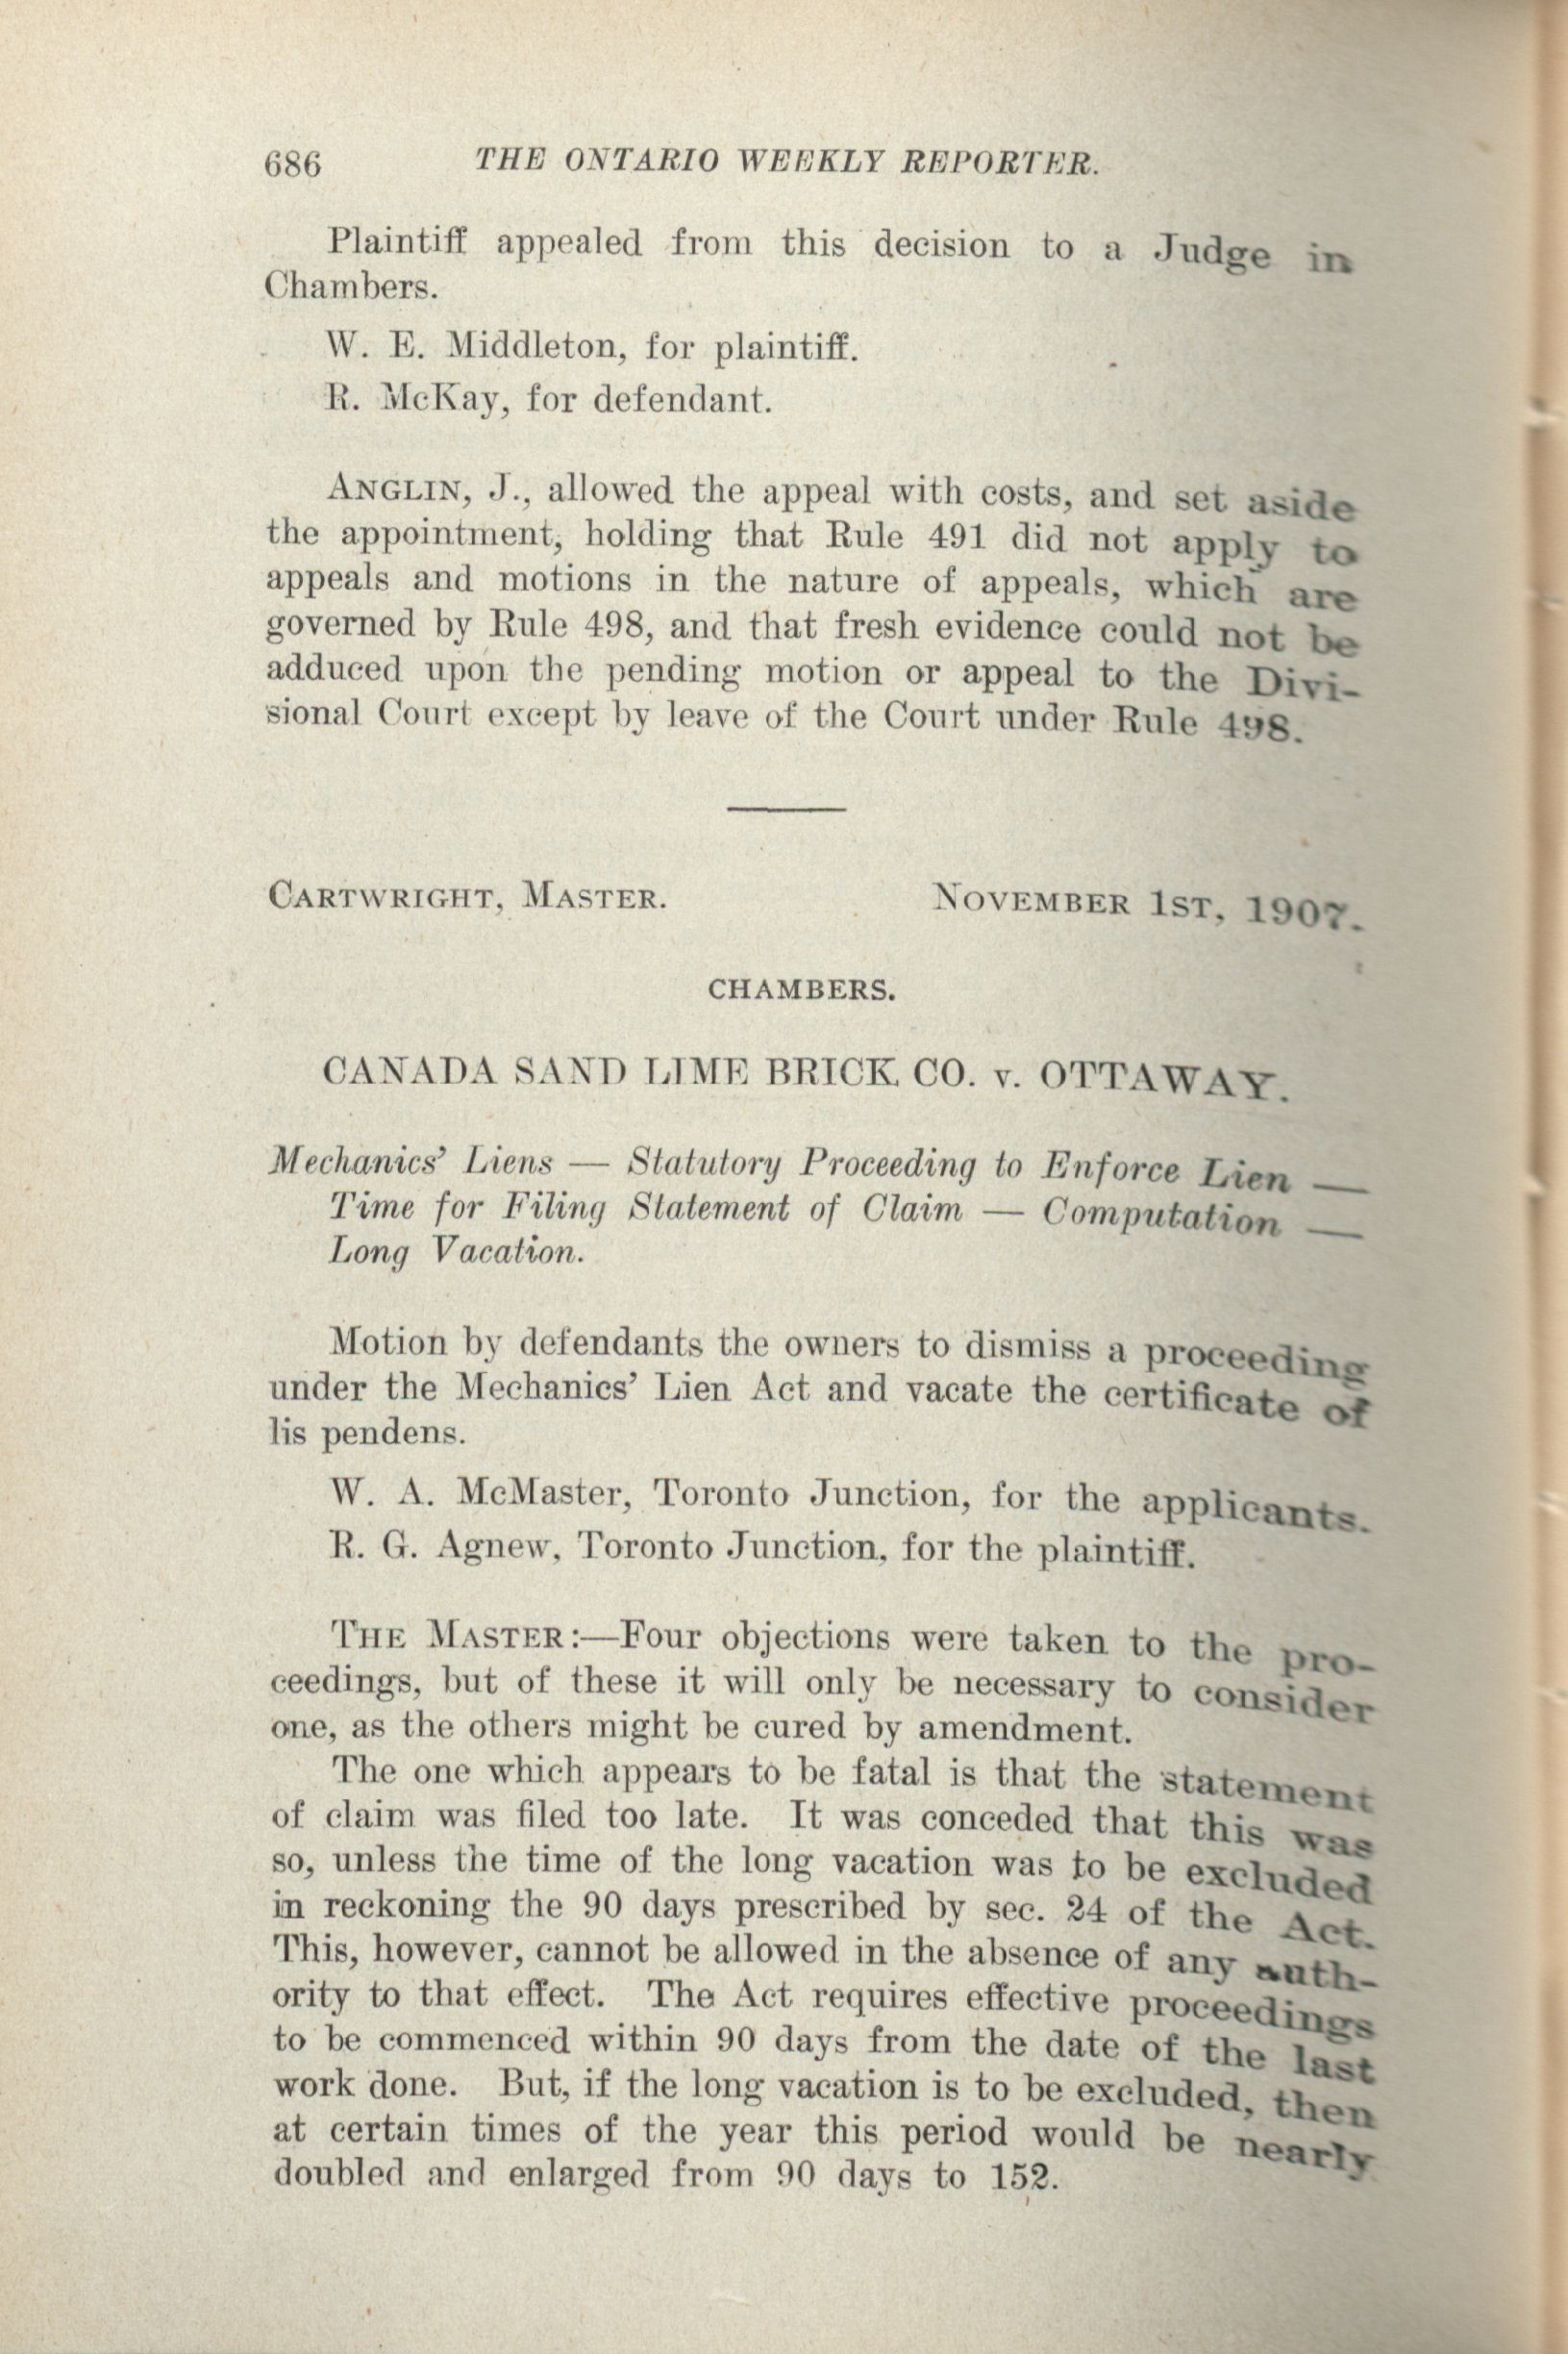 686 THE ONTARIO WEEKLY REPORTER.
Plaintiff appealed from this decision to a Judge in
Chambers.
W. E. Middleton, for plaintiff.
R. McKay, for defendant.
ANGLIN, J., allowed the appeal with costs, and set aside
the appointment, holding that Rule 491 did not apply to
appeals and motions in the nature of appeals, which are
governed by Rule 498, and that fresh evidence could not be
adduced upon the pending motion or appeal to the Divi-
sional Court except by leave of the Court under Rule 498.
CARTWRIGHT, MASTER. NOVEMBER 1ST, 1907.
CHAMBERS.
CANADA SAND LIME BRICK CO. v. OTTAWAY.
Mechanics' Liens — Statutory Proceeding to Enforce Lien —
Time for Filing Statement of Claim — Computation —
Long Vacation.
Motion by defendants the owners to dismiss a proceeding
under the Mechanics' Lien Act and vacate the certificate of
lis pendens.
W. A. McMaster, Toronto Junction, for the applicants.
R. G. Agnew, Toronto Junction, for the plaintiff.
THE MASTER:—Four objections were taken to the pro-
ceedings, but of these it will only be necessary to consider
one, as the others might be cured by amendment.
The one which appears to be fatal is that the statement
of claim was filed too late. It was conceded that this was
so, unless the time of the long vacation was to be excluded
in reckoning the 90 days prescribed by sec. 24 of the Act.
This, however, cannot be allowed in the absence of any auth-
ority to that effect. The Act requires effective proceedings
to be commenced within 90 days from the date of the last
work done. But, if the long vacation is to be excluded, then
at certain times of the year this period would be nearly
doubled and enlarged from 90 days to 152.